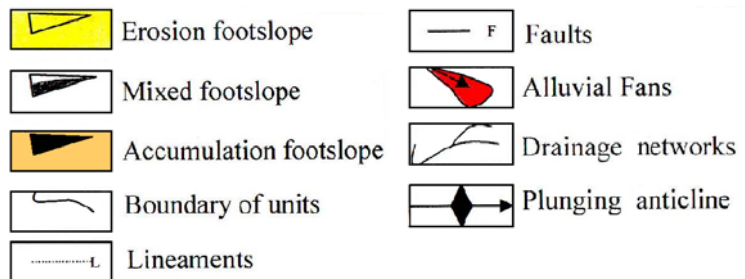 Erosion footslope
Mixed footslope
Accumulation footslope
Boundary of units
L Lineaments
F Faults
Alluvial Fans
Drainage networks
Plunging anticline